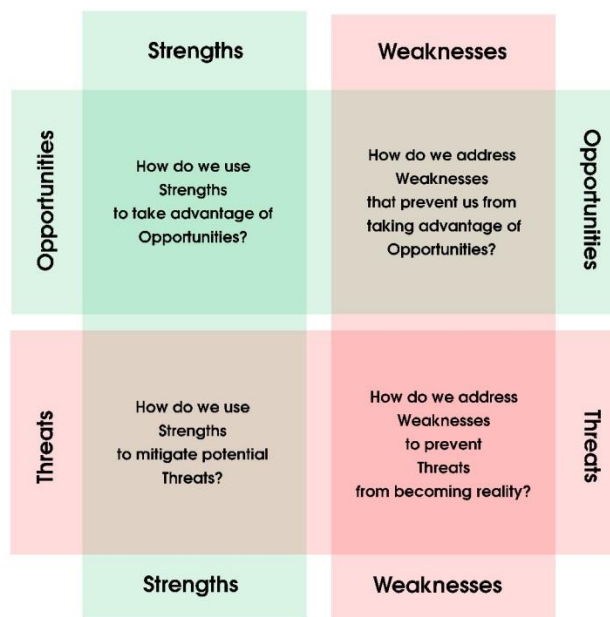 Strengths
Weaknesses
Opportunities
How do we use
Strengths
to take advantage of
Opportunities?
How do we address
Weaknesses
that prevent us from
taking advantage of
Opportunities?
Opportunities
Threats
How do we use
Strengths
to mitigate potential
Threats?
How do we address
Weaknesses
to prevent
Threats
from becoming reality?
Threats
Strengths
Weaknesses